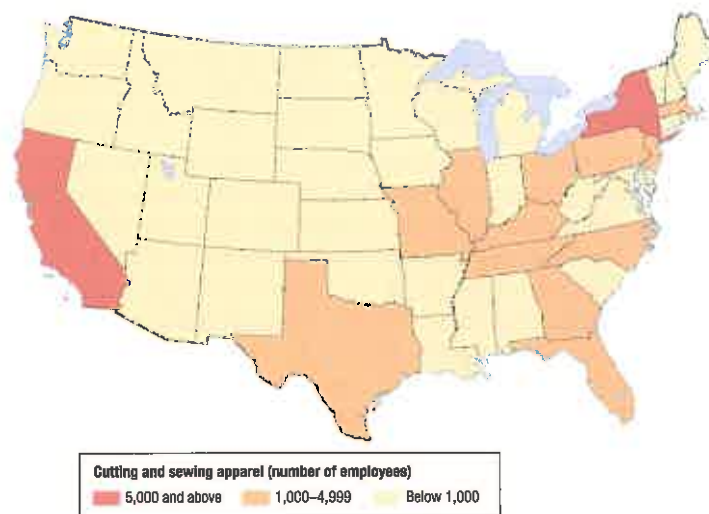 Cutting and sewing apparel (number of employees)
5,000 and above 1,000–4,999 Below 1,000